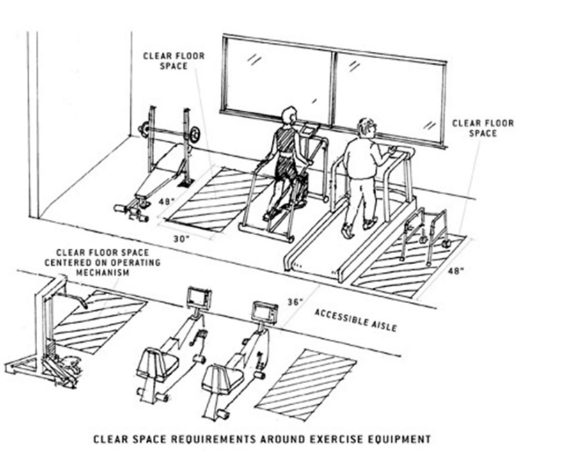 CLEAR FLOOR
SPACE
CLEAR FLOOR
SPACE
48"
30"
CLEAR FLOOR SPACE
CENTERED ON OPERATING
MECHANISM
48"
36"
ACCESSIBLE AISLE
CLEAR SPACE REQUIREMENTS AROUND EXERCISE EQUIPMENT